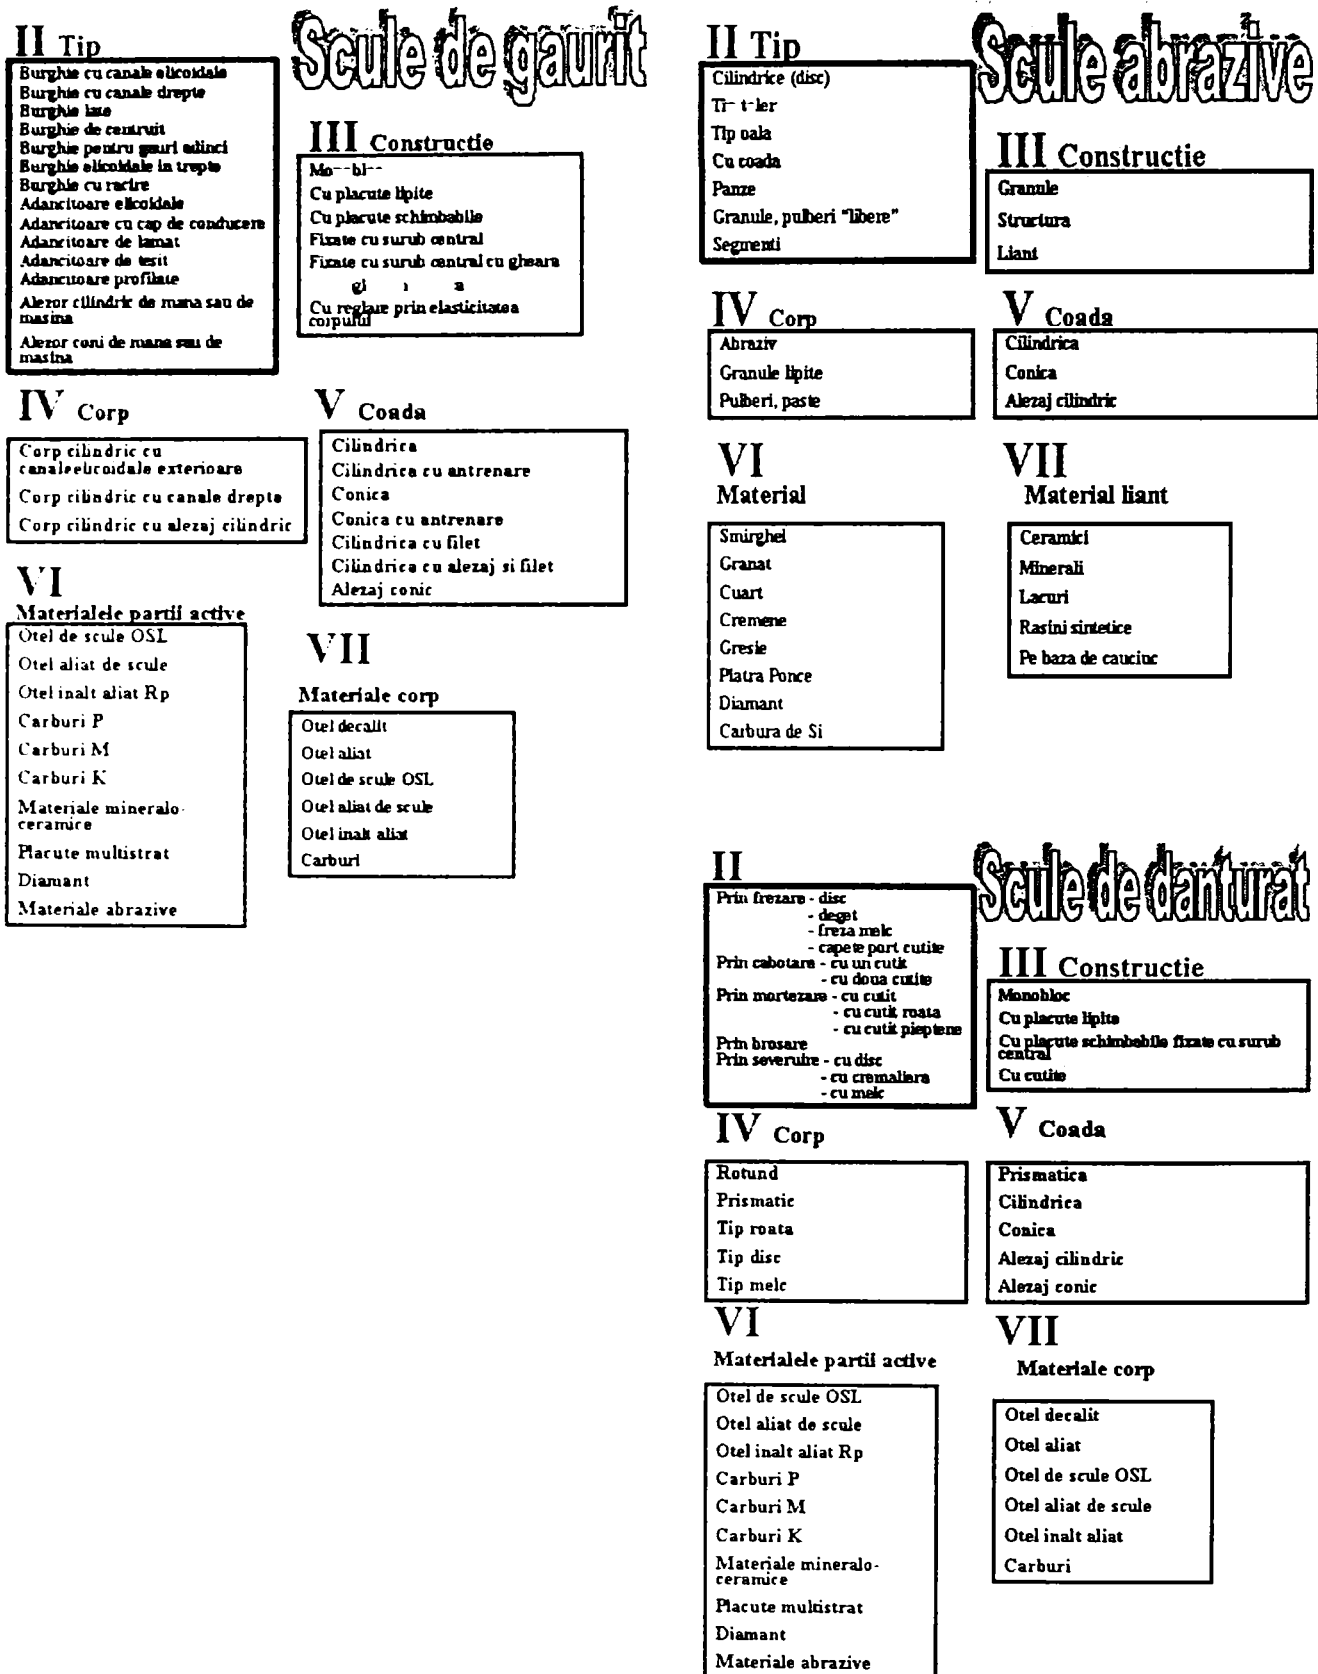 Scule de gaurit
II Tip
Burghie cu canale elicoidale
Burghie cu canale drepte
Burghie late
Burghie de centruit
Burghie pentru gauri adinci
Burghie elicoidale in trepte
Burghie cu racire
Adancitoare elicoidale
Adancitoare cu cap de conducere
Adancitoare de lamat
Adancitoare de tesit
Adancitoare profilate
Alezor cilindric de mana sau de
masina
Alezor coni de mana sau de
masina
III Constructie
Cu placute lipite
Cu placute schimbabile
Fixate cu surub central
Fixate cu surub central cu gheara
Cu reglare prin elasticitatea
corpului
IV Corp
Corp cilindric cu
canale elicoidale exterioare
Corp cilindric cu canale drepte
Corp cilindric cu alezaj cilindric
V Coada
Cilindrica
Cilindrica cu antrenare
Conica
Conica cu antrenare
Cilindrica cu filet
Cilindrica cu alezaj si filet
Alezaj conic
VI
Materialele partii active
Otel de scule OSL
Otel aliat de scule
Otel inalt aliat Rp
Carburi P
Carburi M
Carburi K
Materiale mineralo-
ceramice
Placute multistrat
Diamant
Materiale abrazive
VII
Materiale corp
Otel decalit
Otel aliat
Otel de scule OSL
Otel aliat de scule
Otel inalt aliat
Carburi
Scule abrazive
II Tip
Cilindrice (disc)
Tip oala
Cu coada
Panze
Granule, pulberi "libere"
Segmenti
III Constructie
Granule
Structura
Liant
IV Corp
Abraziv
Granule lipite
Pulberi, paste
V Coada
Cilindrica
Conica
Alezaj cilindric
VI
Material
Smirghel
Granat
Cuart
Cremene
Gresie
Piatra Ponce
Diamant
Carbura de Si
VII
Material liant
Ceramici
Minerali
Lacuri
Rasini sintetice
Pe baza de cauciuc
Scule de danturat
II
Prin frezare - disc
- deget
- freza melc
- capete port cutite
Prin cabotare - cu un cutit
- cu doua cutite
Prin mortezare - cu cutit
- cu cutit roata
- cu cutit pieptene
Prin brosare
Prin severuire - cu disc
- cu cremaliera
- cu melc
III Constructie
Monobloc
Cu placute lipite
Cu placute schimbabile fixate cu surub
central
Cu cutite
IV Corp
Rotund
Prismatic
Tip roata
Tip disc
Tip melc
V Coada
Prismatica
Cilindrica
Conica
Alezaj cilindric
Alezaj conic
VI
Materialele partii active
Otel de scule OSL
Otel aliat de scule
Otel inalt aliat Rp
Carburi P
Carburi M
Carburi K
Materiale mineralo-
ceramice
Placute multistrat
Diamant
Materiale abrazive
VII
Materiale corp
Otel decalit
Otel aliat
Otel de scule OSL
Otel aliat de scule
Otel inalt aliat
Carburi